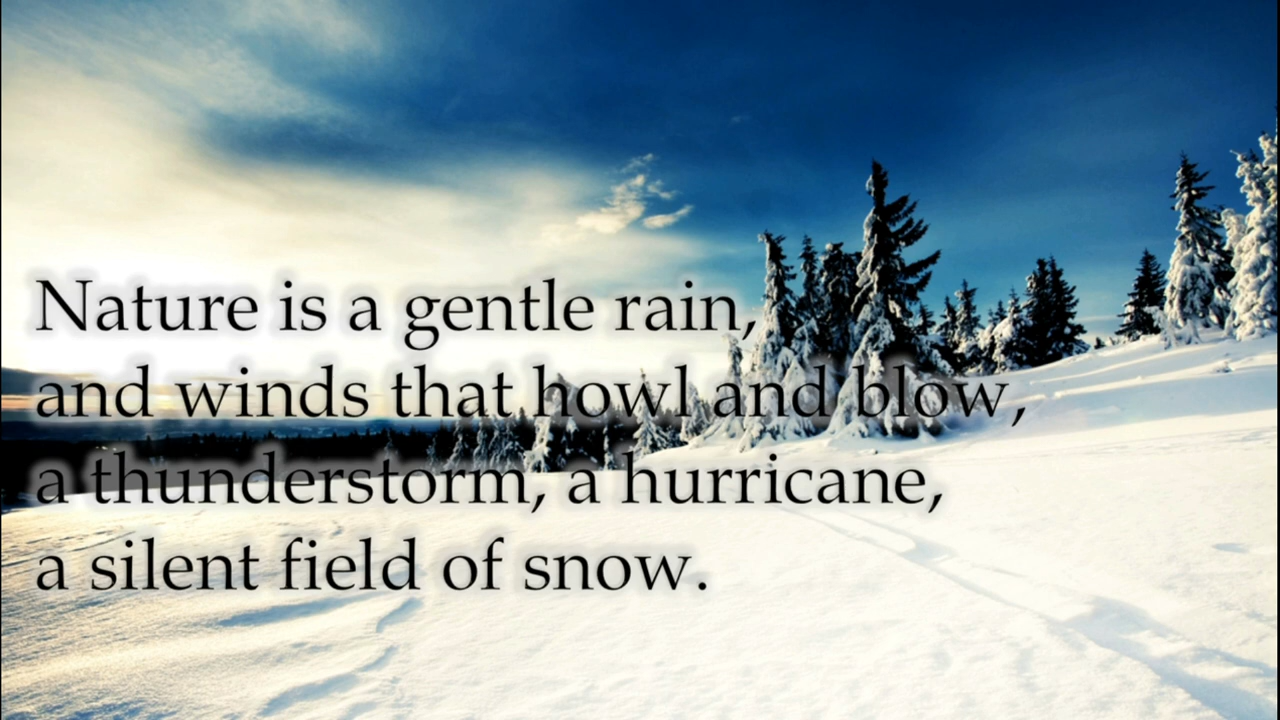 Nature is a gentle rain,
and winds that howl and blow,
a thunderstorm, a hurricane,
a silent field of snow.